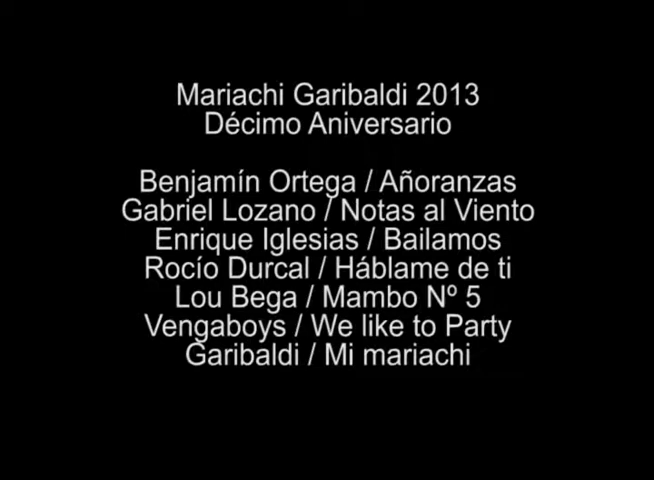 Mariachi Garibaldi 2013
Décimo Aniversario
Benjamín Ortega / Añoranzas
Gabriel Lozano / Notas al Viento
Enrique Iglesias / Bailamos
Rocío Durcal / Háblame de ti
Lou Bega / Mambo Nº 5
Vengaboys / We like to Party
Garibaldi / Mi mariachi